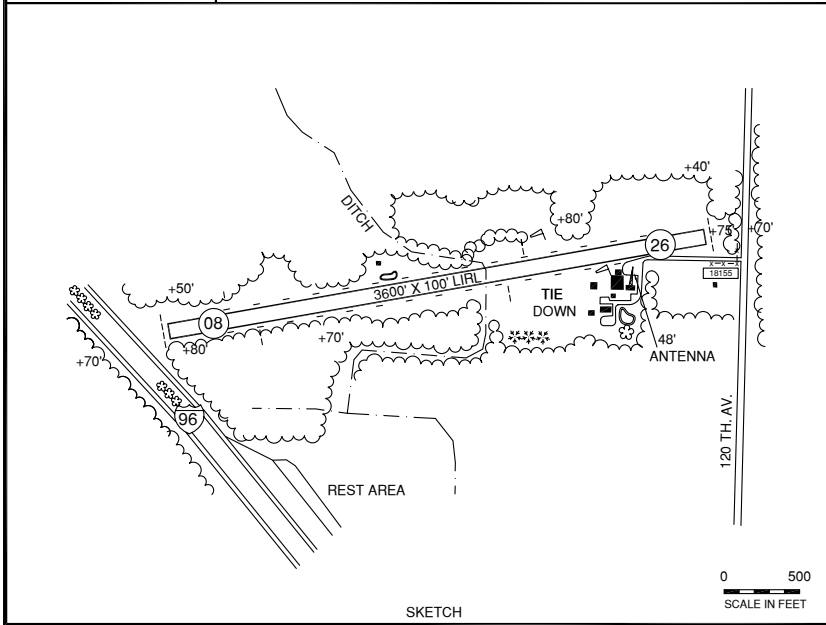 +40'
DITCH
+80'
+75'
+70'
26
x-x-x
18155
+50'
3600' X 100' LIRL
TIE
DOWN
08
+80'
+70'
48'
ANTENNA
+70'
96
120 TH. AV.
REST AREA
0 500
SCALE IN FEET
SKETCH